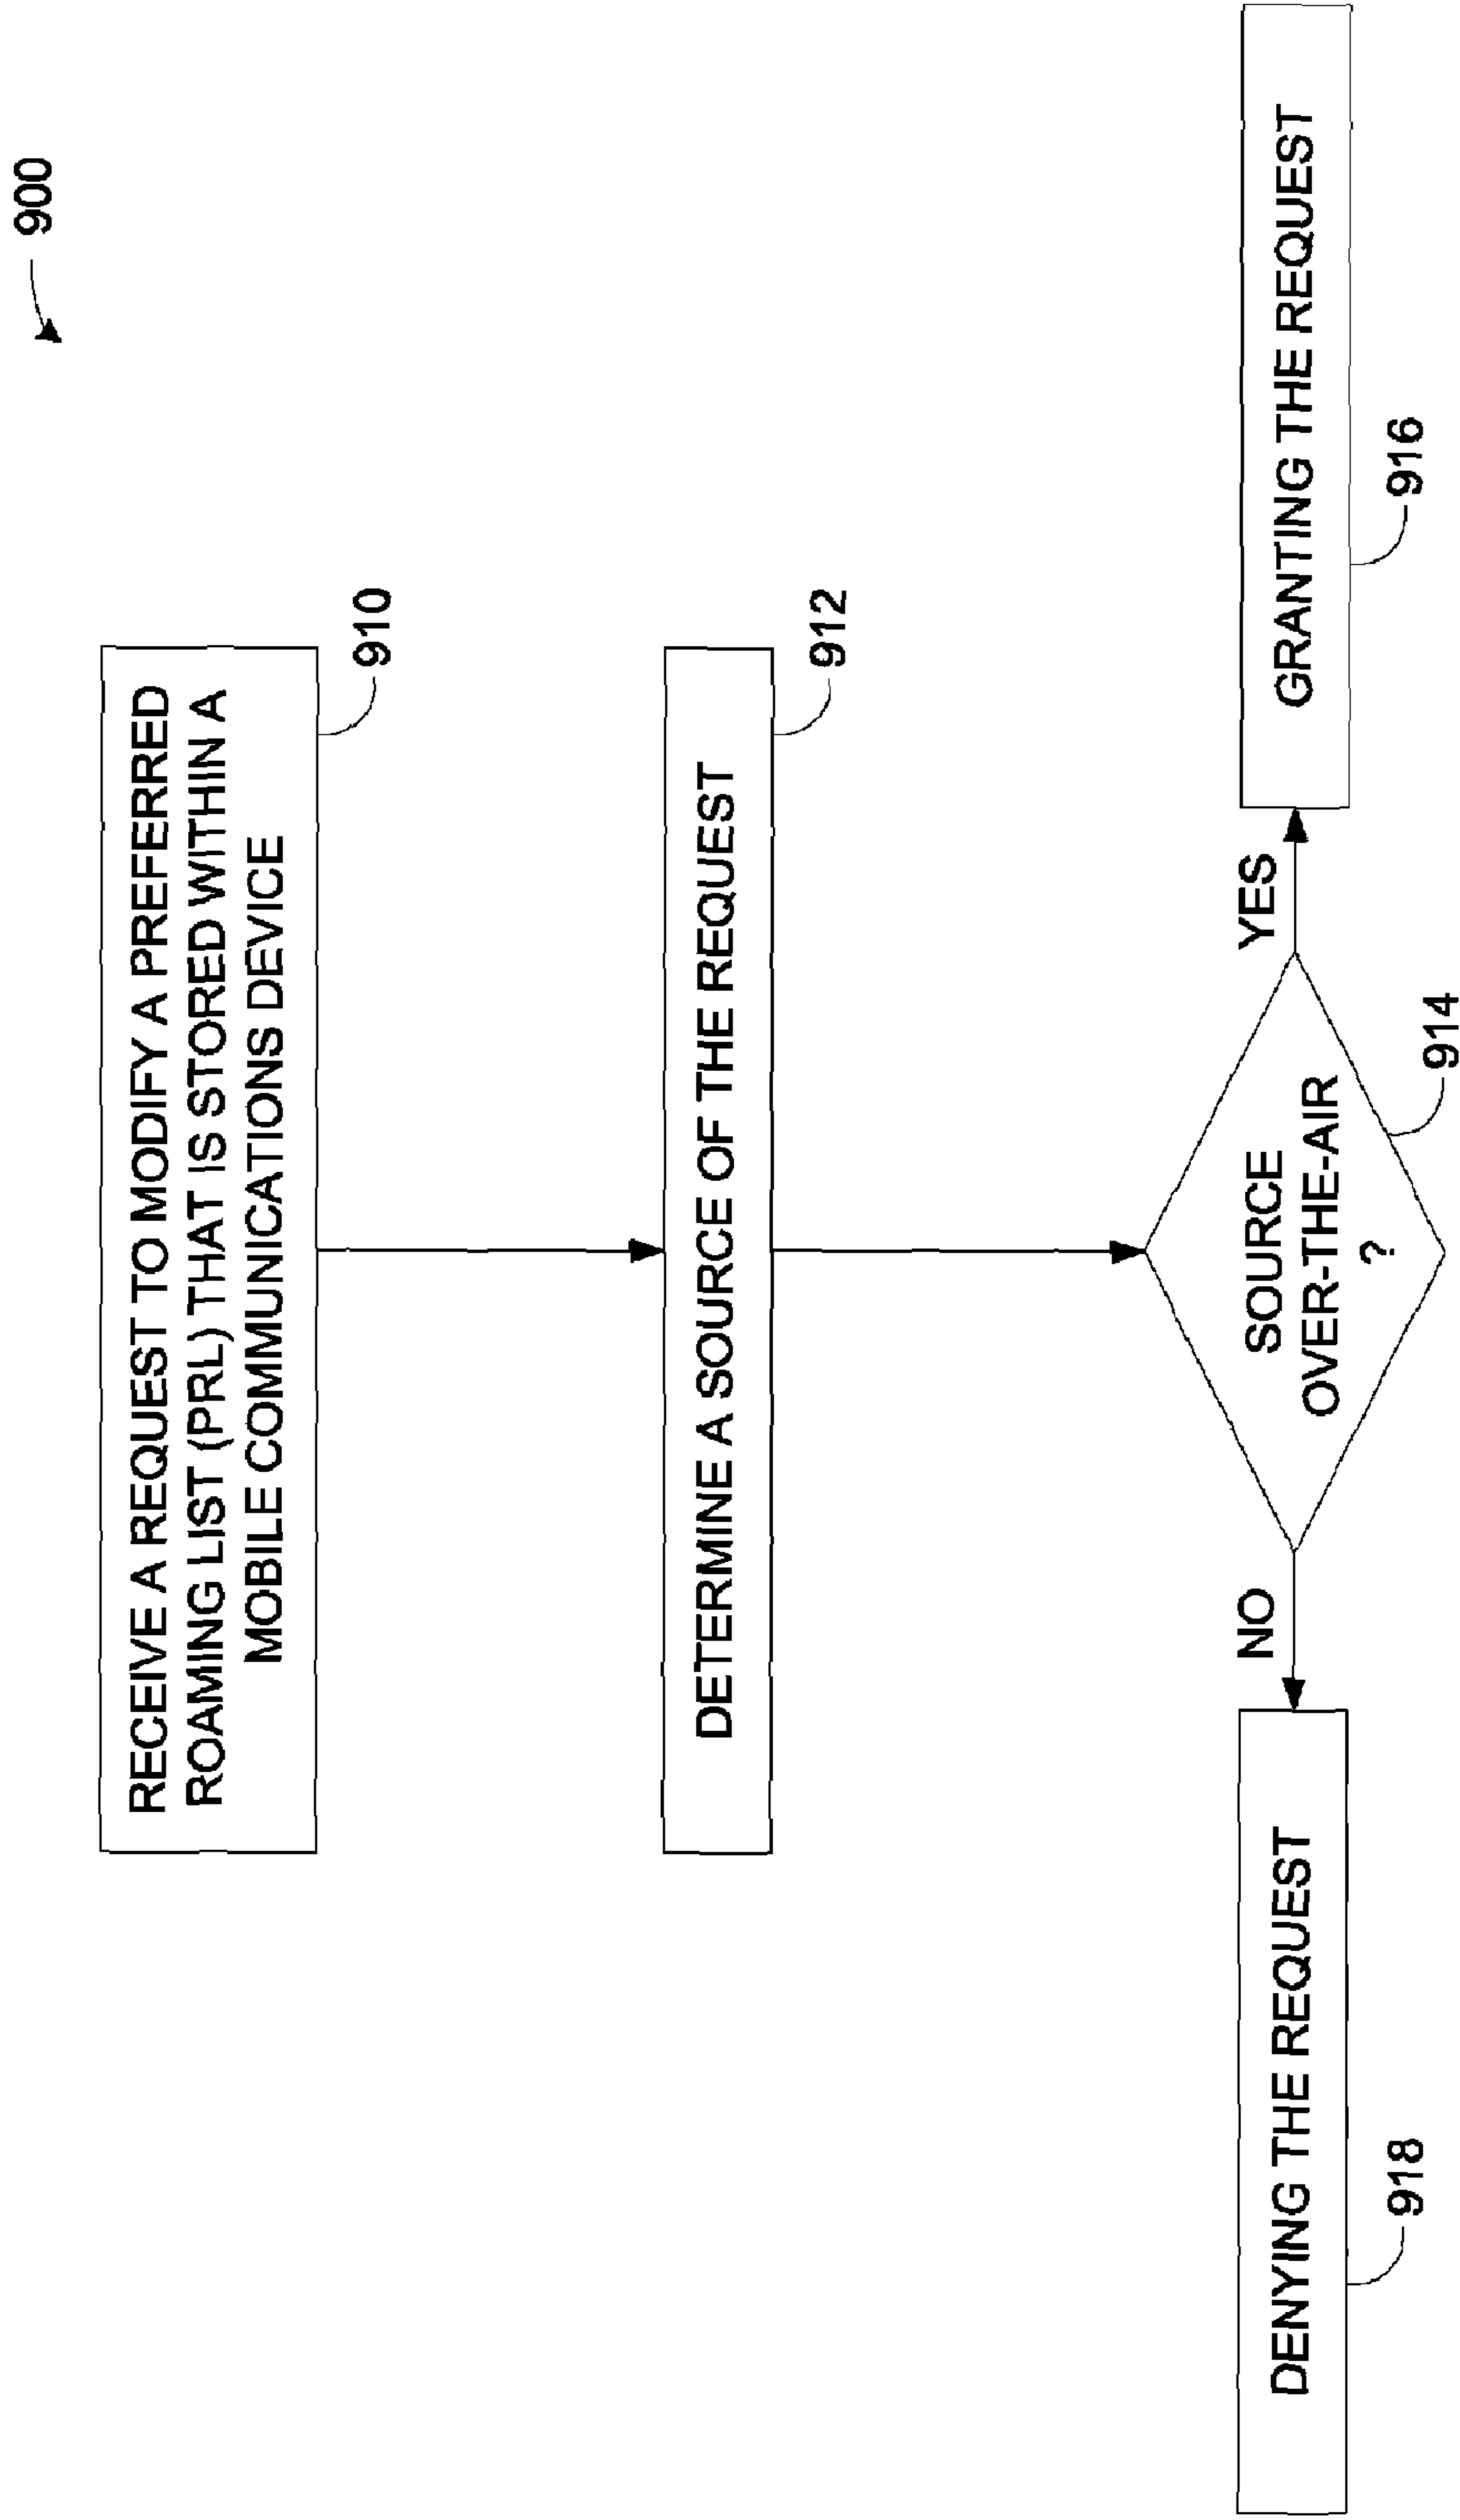 900
RECEIVE A REQUEST TO MODIFY A PREFERRED
ROAMING LIST (PRL) THAT IS STORED WITHIN A
MOBILE COMMUNICATIONS DEVICE
910
DETERMINE A SOURCE OF THE REQUEST
912
SOURCE
OVER-THE-AIR
?
914
NO
YES
DENYING THE REQUEST
918
GRANTING THE REQUEST
916